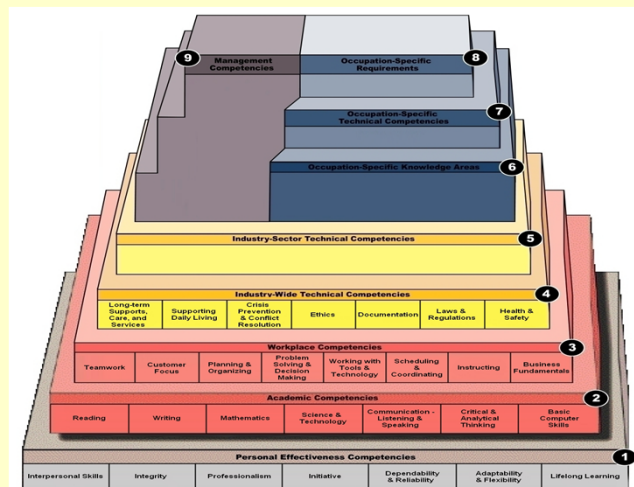 9
Management
Competencies
Occupation-Specific
Requirements
8
Occupation-Specific
Technical Competencies
7
Occupation-Specific Knowledge Areas
6
Industry-Sector Technical Competencies
5
Industry-Wide Technical Competencies
4
Long-term
Supports,
Care, and
Services
Supporting
Daily Living
Crisis
Prevention
& Conflict
Resolution
Ethics
Documentation
Laws &
Regulations
Health &
Safety
Workplace Competencies
3
Teamwork
Customer
Focus
Planning &
Organizing
Problem
Solving &
Decision
Making
Working with
Tools &
Technology
Scheduling &
Coordinating
Instructing
Business
Fundamentals
Academic Competencies
2
Reading
Writing
Mathematics
Science &
Technology
Communication -
Listening &
Speaking
Critical &
Analytical
Thinking
Basic
Computer
Skills
Personal Effectiveness Competencies
1
Interpersonal Skills
Integrity
Professionalism
Initiative
Dependability
& Reliability
Adaptability
& Flexibility
Lifelong Learning